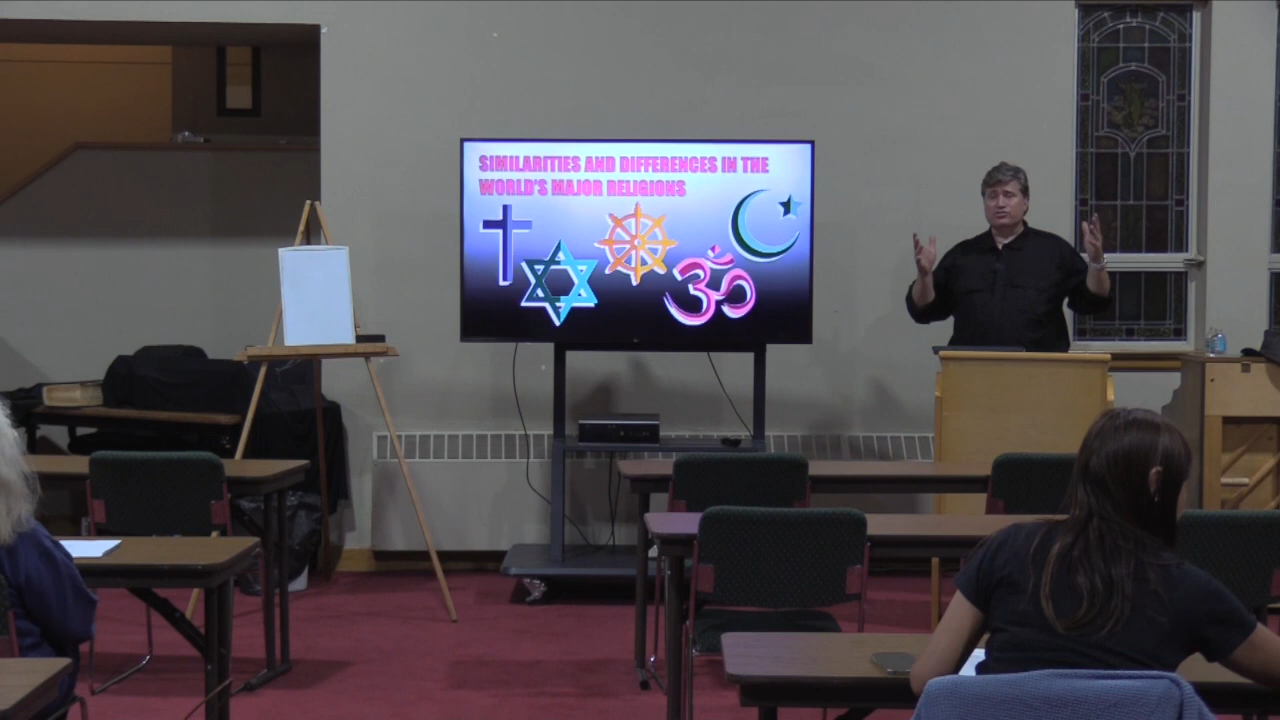 SIMILARITIES AND DIFFERENCES IN THE
WORLD'S MAJOR RELIGIONS